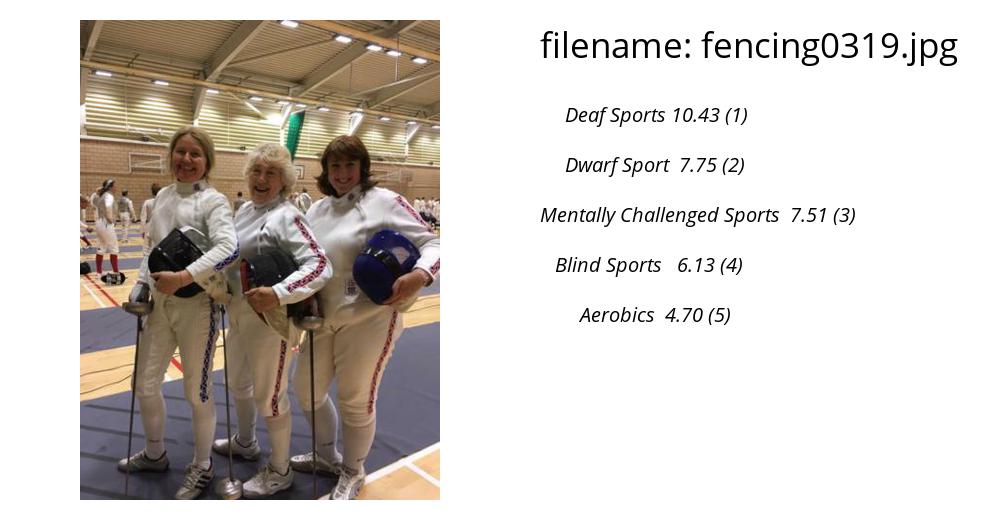 filename: fencing0319.jpg
Deaf Sports 10.43 (1)
Dwarf Sport 7.75 (2)
Mentally Challenged Sports 7.51 (3)
Blind Sports 6.13 (4)
Aerobics 4.70 (5)